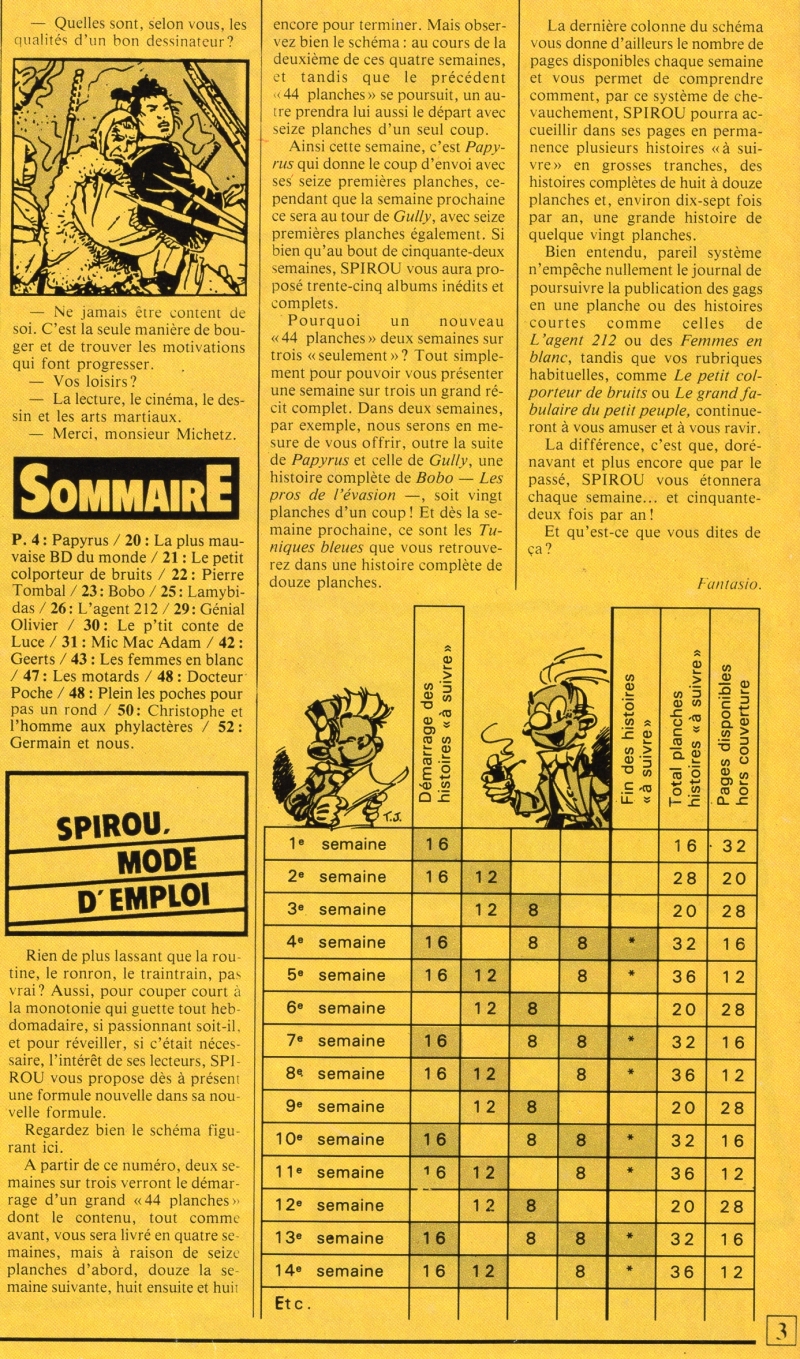 — Quelles sont, selon vous, les
qualités d'un bon dessinateur?
— Ne jamais être content de
soi. C'est la seule manière de bou-
ger et de trouver les motivations
qui font progresser.
— Vos loisirs?
— La lecture, le cinéma, le des-
sin et les arts martiaux.
— Merci, monsieur Michetz.
SOMMAIRE
P. 4: Papyrus / 20: La plus mau-
vaise BD du monde / 21: Le petit
colporteur de bruits / 22: Pierre
Tombal / 23: Bobo / 25: Lamybi-
das / 26: L'agent 212 / 29: Génial
Olivier / 30: Le p'tit conte de
Luce / 31: Mic Mac Adam / 42:
Geerts / 43: Les femmes en blanc
/ 47: Les motards / 48: Docteur
Poche / 48: Plein les poches pour
pas un rond / 50: Christophe et
l'homme aux phylactères / 52:
Germain et nous.
SPIROU,
MODE
D'EMPLOI
Rien de plus lassant que la rou-
tine, le ronron, le traintrain, pas
vrai? Aussi, pour couper court à
la monotonie qui guette tout heb-
domadaire, si passionnant soit-il,
et pour réveiller, si c'était néces-
saire, l'intérêt de ses lecteurs, SPI-
ROU vous propose dès à présent
une formule nouvelle dans sa nou-
velle formule.
Regardez bien le schéma figu-
rant ici.
A partir de ce numéro, deux se-
maines sur trois verront le démar-
rage d'un grand «44 planches»
dont le contenu, tout comme
avant, vous sera livré en quatre se-
maines, mais à raison de seize
planches d'abord, douze la se-
maine suivante, huit ensuite et huit
encore pour terminer. Mais obser-
vez bien le schéma: au cours de la
deuxième de ces quatre semaines,
et tandis que le précédent
«44 planches» se poursuit, un au-
tre prendra lui aussi le départ avec
seize planches d'un seul coup.
Ainsi cette semaine, c'est Papy-
rus qui donne le coup d'envoi avec
ses seize premières planches, ce-
pendant que la semaine prochaine
ce sera au tour de Gully, avec seize
premières planches également. Si
bien qu'au bout de cinquante-deux
semaines, SPIROU vous aura pro-
posé trente-cinq albums inédits et
complets.
Pourquoi un nouveau
«44 planches» deux semaines sur
trois «seulement»? Tout simple-
ment pour pouvoir vous présenter
une semaine sur trois un grand ré-
cit complet. Dans deux semaines,
par exemple, nous serons en me-
sure de vous offrir, outre la suite
de Papyrus et celle de Gully, une
histoire complète de Bobo — Les
pros de l'évasion —, soit vingt
planches d'un coup! Et dès la se-
maine prochaine, ce sont les Tu-
niques bleues que vous retrouve-
rez dans une histoire complète de
douze planches.
La dernière colonne du schéma
vous donne d'ailleurs le nombre de
pages disponibles chaque semaine
et vous permet de comprendre
comment, par ce système de che-
vauchement, SPIROU pourra ac-
cueillir dans ses pages en perma-
nence plusieurs histoires «à sui-
vre» en grosses tranches, des
histoires complètes de huit à douze
planches et, environ dix-sept fois
par an, une grande histoire de
quelque vingt planches.
Bien entendu, pareil système
n'empêche nullement le journal de
poursuivre la publication des gags
en une planche ou des histoires
courtes comme celles de
L'agent 212 ou des Femmes en
blanc, tandis que vos rubriques
habituelles, comme Le petit col-
porteur de bruits ou Le grand fa-
bulaire du petit peuple, continue-
ront à vous amuser et à vous ravir.
La différence, c'est que, doré-
navant et plus encore que par le
passé, SPIROU vous étonnera
chaque semaine... et cinquante-
deux fois par an!
Et qu'est-ce que vous dites de
ça?
Fantasio.
T.J.
Démarrage des
histoires «à suivre»
Fin des histoires
«à suivre»
Total planches
histoires «à suivre»
Pages disponibles
hors couverture
1e semaine 16 16 32
2e semaine 16 12 28 20
3e semaine 12 8 20 28
4e semaine 16 8 8 * 32 16
5e semaine 16 12 8 * 36 12
6e semaine 12 8 20 28
7e semaine 16 8 8 * 32 16
8e semaine 16 12 8 * 36 12
9e semaine 12 8 20 28
10e semaine 16 8 8 * 32 16
11e semaine 16 12 8 * 36 12
12e semaine 12 8 20 28
13e semaine 16 8 8 * 32 16
14e semaine 16 12 8 * 36 12
Etc.
3